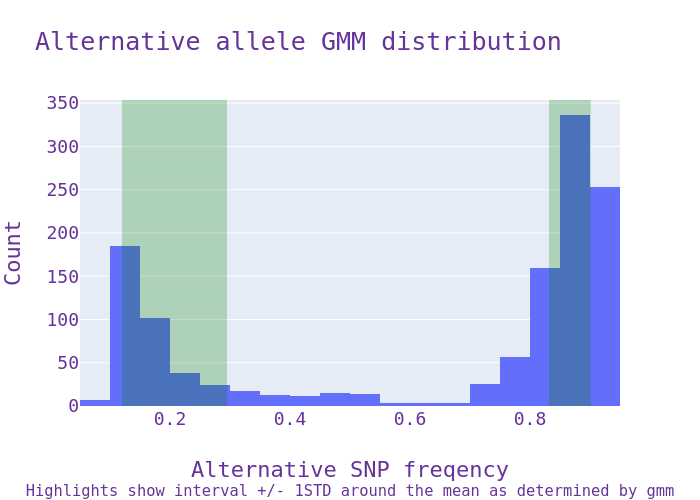 Alternative allele GMM distribution
350
300
250
200
150
100
50
0
Count
0.2 0.4 0.6 0.8
Alternative SNP freqency
Highlights show interval +/- 1STD around the mean as determined by gmm